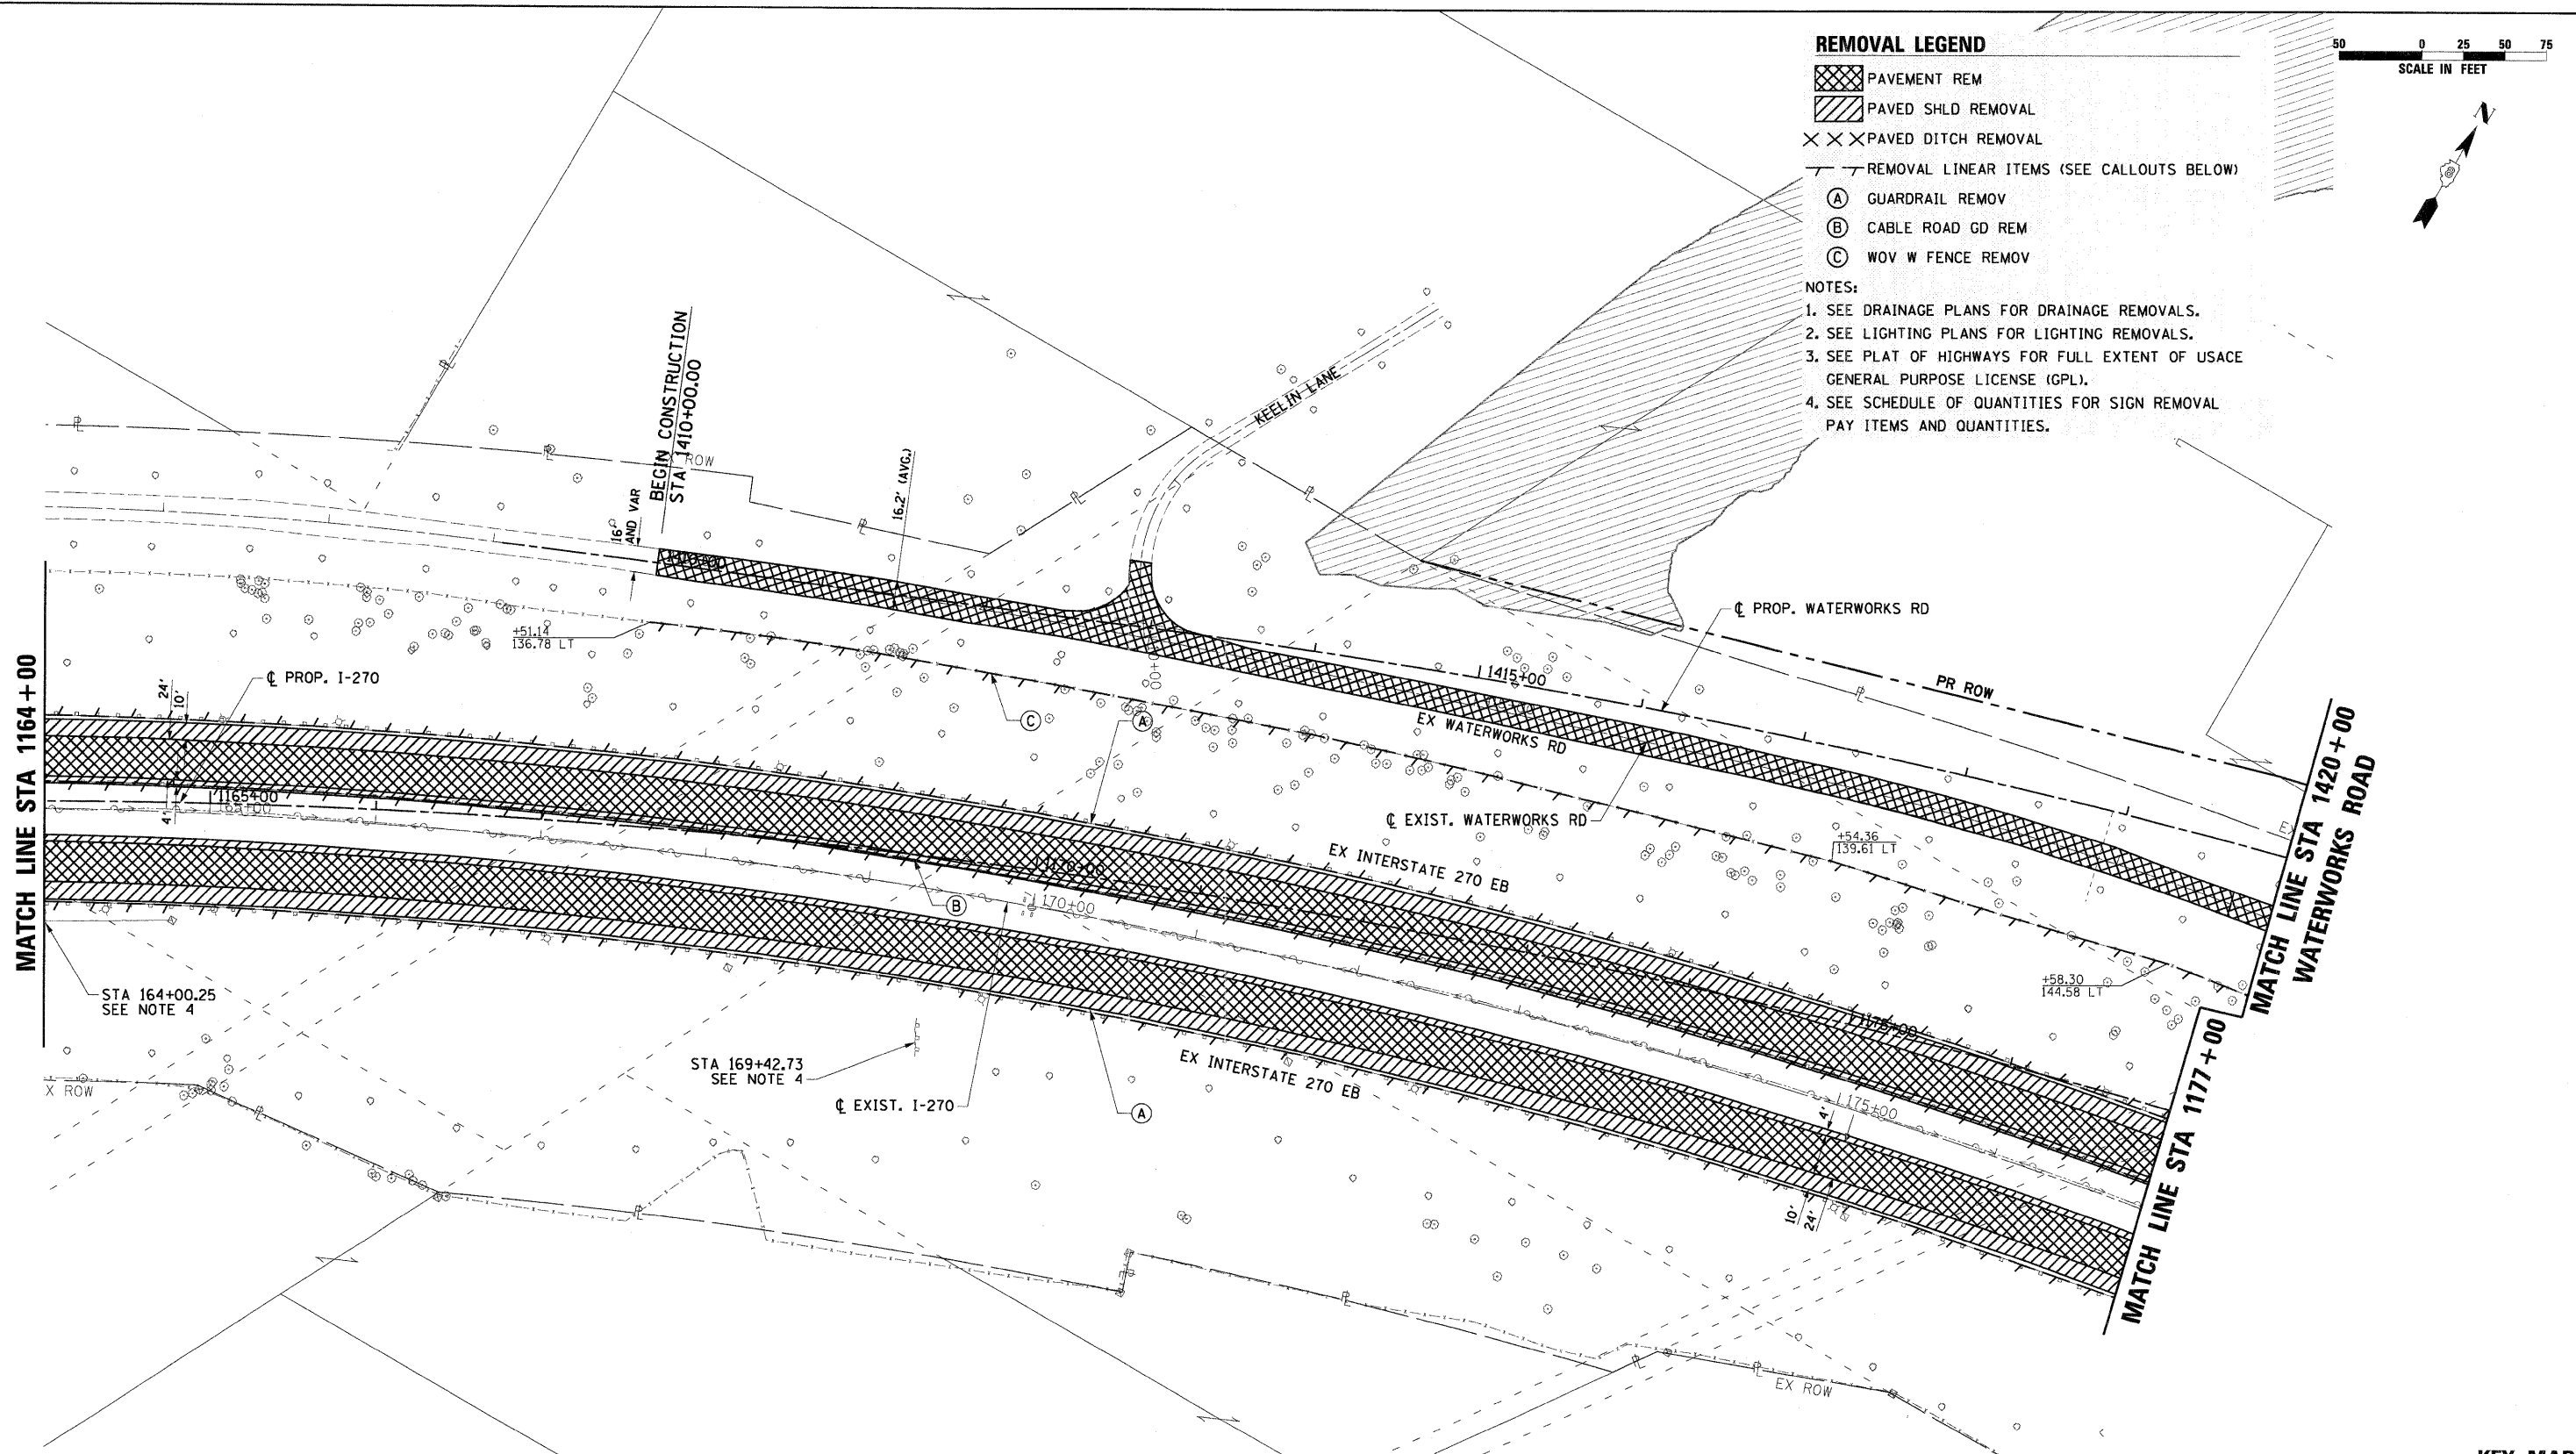 REMOVAL LEGEND
PAVEMENT REM
PAVED SHLD REMOVAL
PAVED DITCH REMOVAL
REMOVAL LINEAR ITEMS (SEE CALLOUTS BELOW)
A GUARDRAIL REMOV
B CABLE ROAD GD REM
C WOV W FENCE REMOV
NOTES:
1. SEE DRAINAGE PLANS FOR DRAINAGE REMOVALS.
2. SEE LIGHTING PLANS FOR LIGHTING REMOVALS.
3. SEE PLAT OF HIGHWAYS FOR FULL EXTENT OF USACE
GENERAL PURPOSE LICENSE (GPL).
4. SEE SCHEDULE OF QUANTITIES FOR SIGN REMOVAL
PAY ITEMS AND QUANTITIES.
50 0 25 50 75
SCALE IN FEET
N
KEELIN LANE
BEGIN CONSTRUCTION
STA 1410+00.00
ROW
16'
AND VAR
16.2' (AVG.)
1410+00
+51.14
136.78 LT
℄ PROP. WATERWORKS RD
1415+00
PR ROW
EX WATERWORKS RD
C
A
℄ PROP. I-270
24'
10'
4'
1165+00
165+00
MATCH LINE STA 1164+00
℄ EXIST. WATERWORKS RD
+54.36
139.61 LT
EX INTERSTATE 270 EB
1170+00
170+00
B
+58.30
144.58 LT
1175+00
MATCH LINE STA 1420+00
WATERWORKS ROAD
STA 164+00.25
SEE NOTE 4
STA 169+42.73
SEE NOTE 4
℄ EXIST. I-270
EX INTERSTATE 270 EB
A
175+00
4'
10'
24'
MATCH LINE STA 1177+00
X ROW
EX ROW